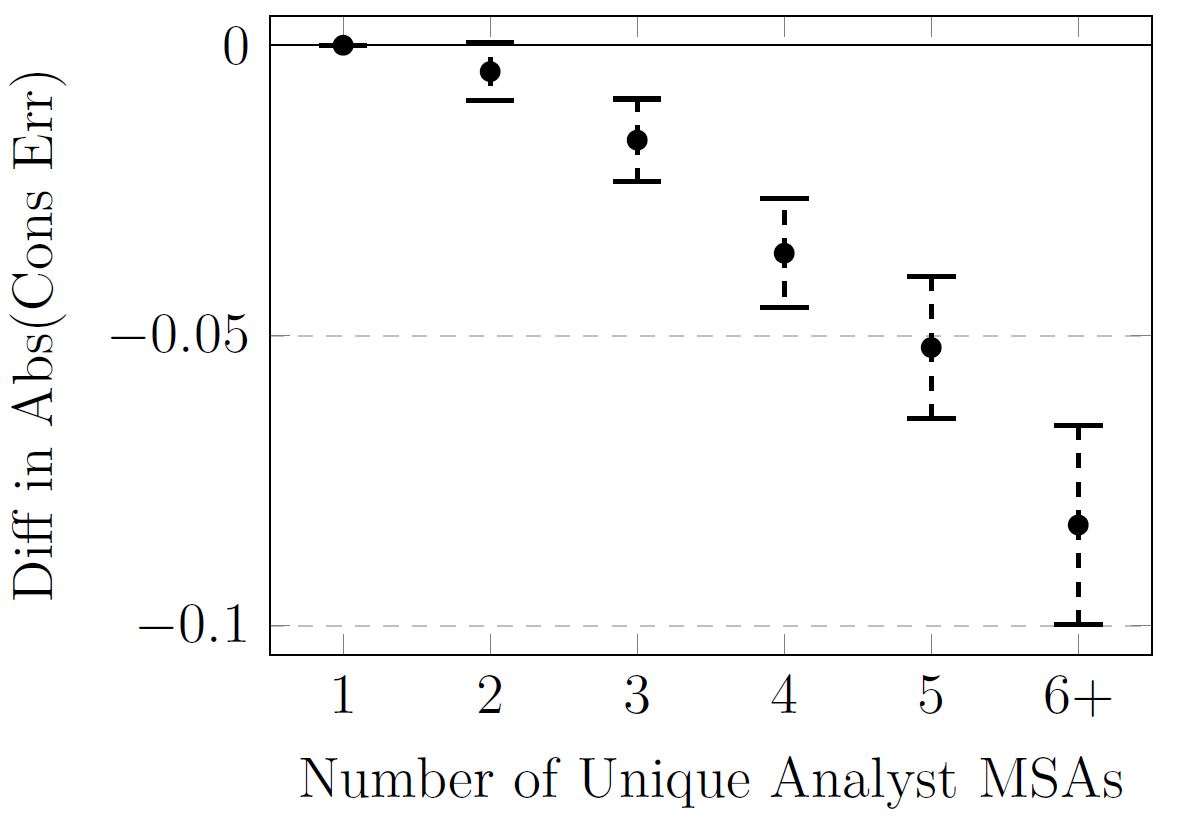 Diff in Abs(Cons Err)
0
−0.05
−0.1
1 2 3 4 5 6+
Number of Unique Analyst MSAs